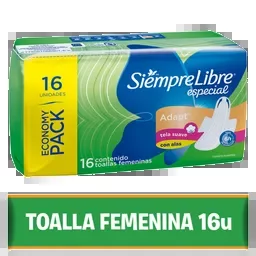 16
UNIDADES
ECONOMY
PACK
SiempreLibre
especial
Adapt
tela suave
con alas
16 contenido
toallas femeninas
TOALLA FEMENINA 16u